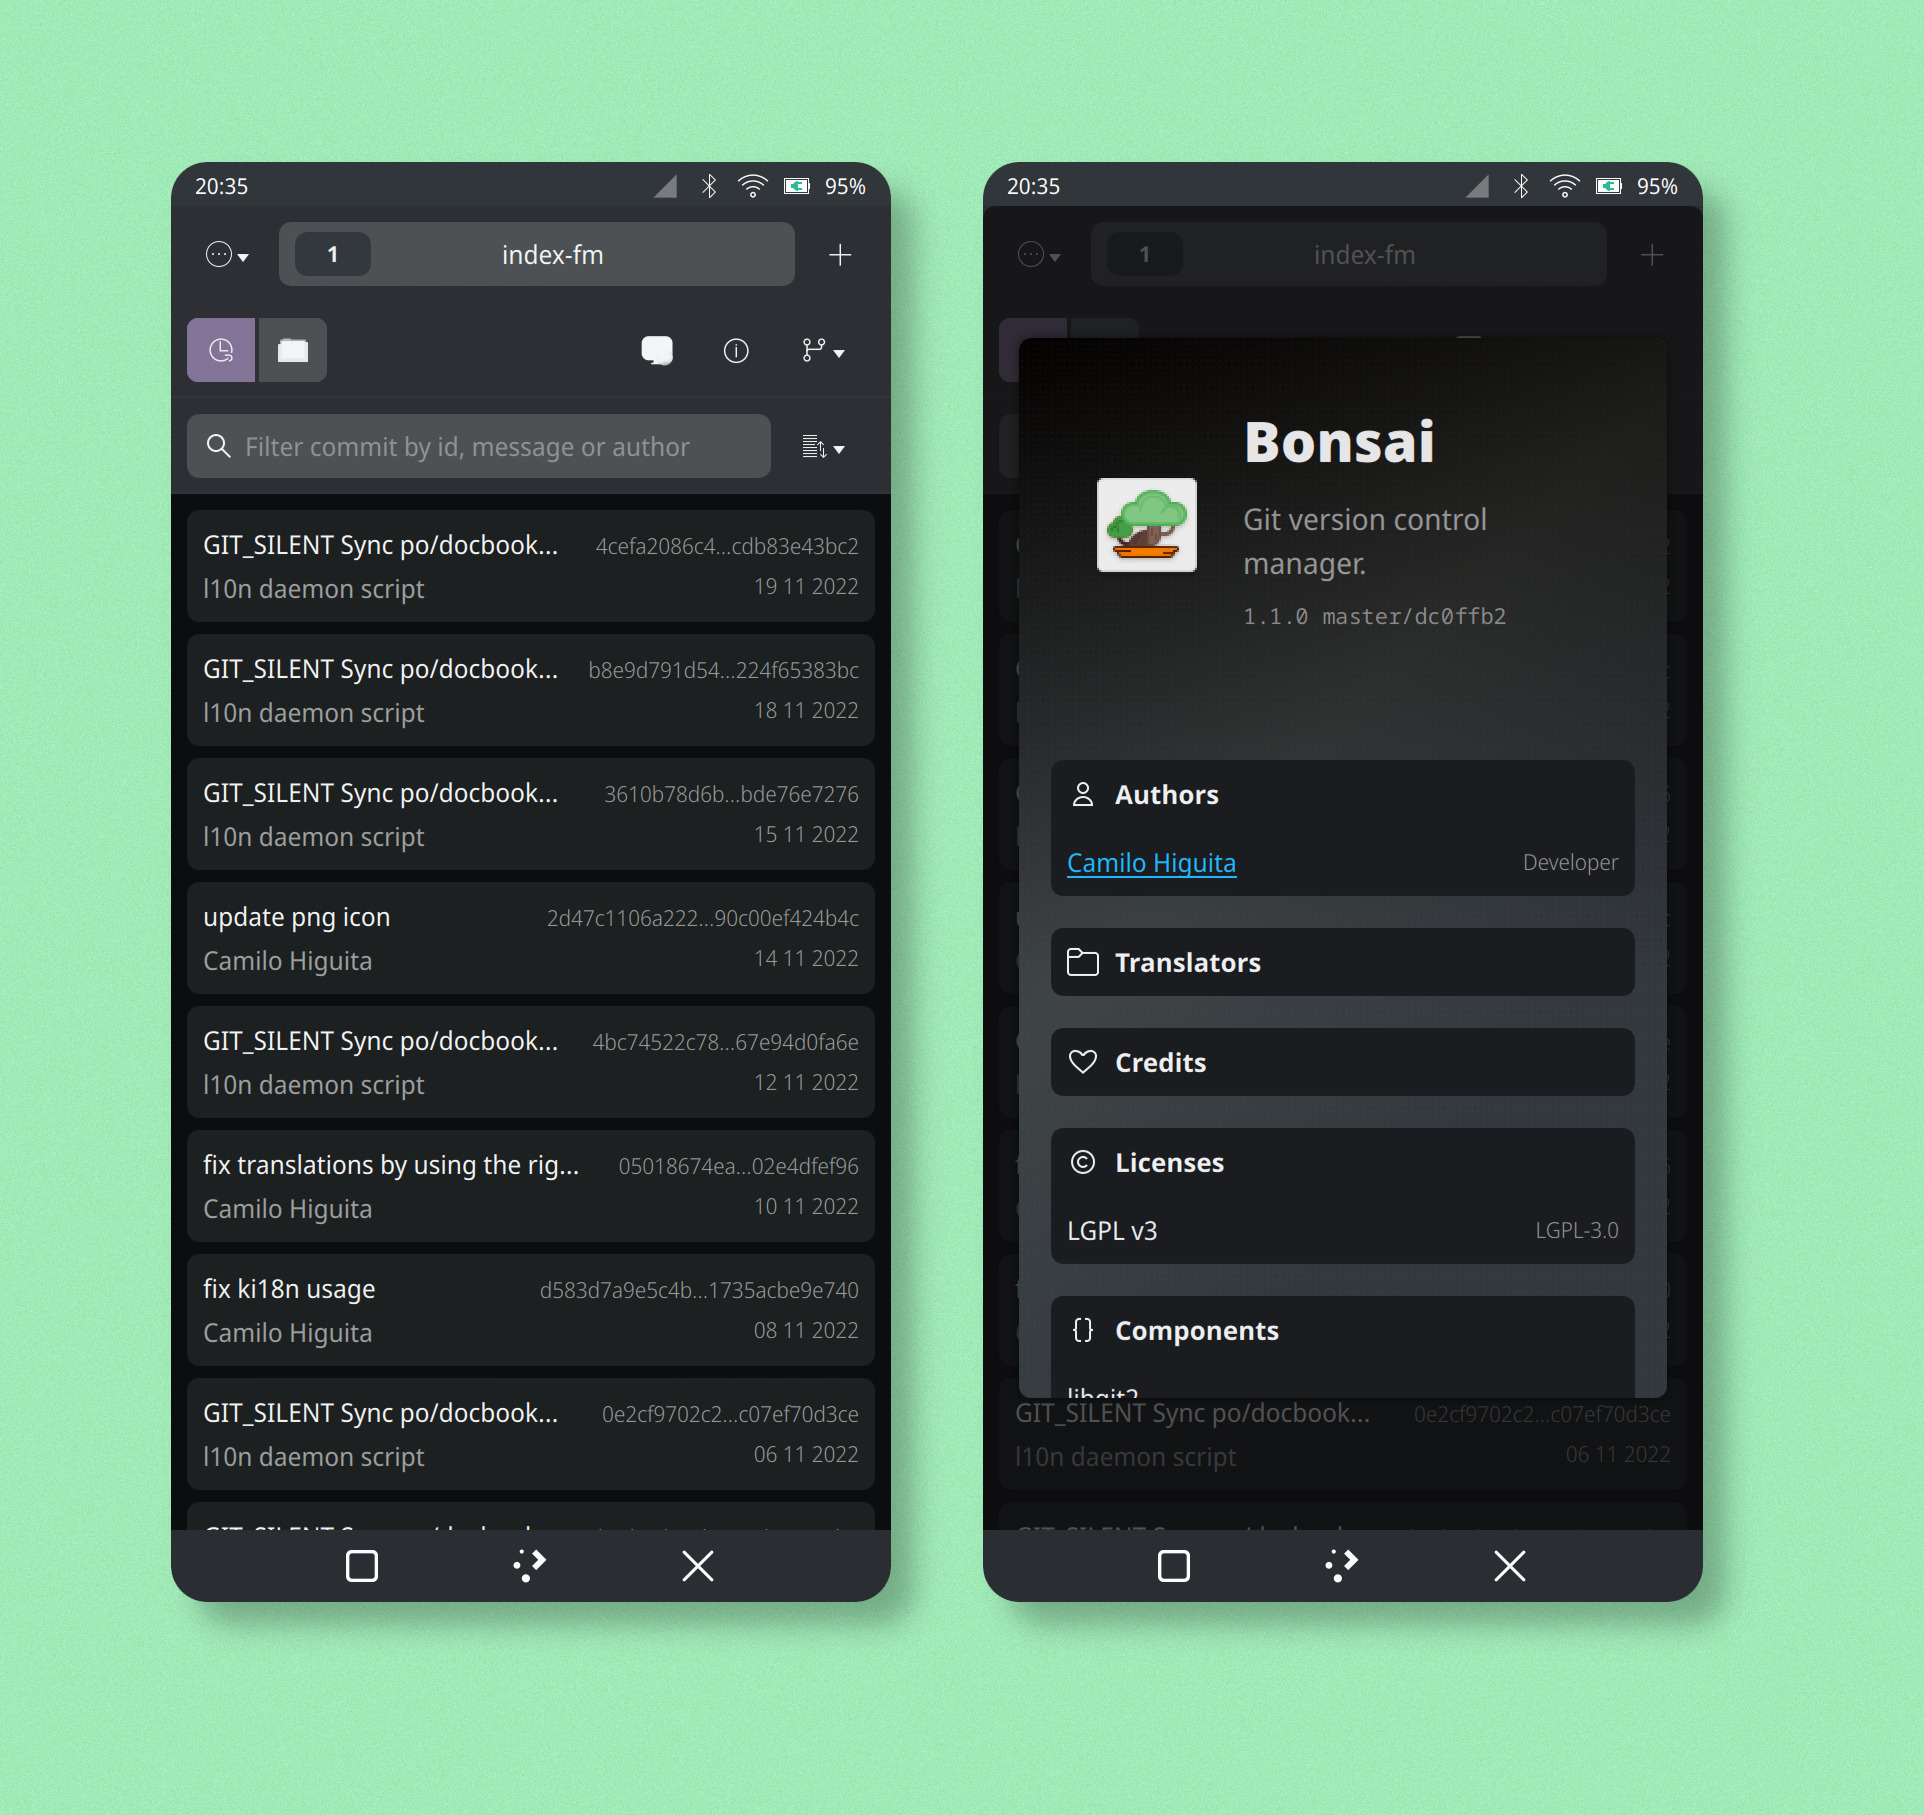 20:35
95%
1
index-fm
Filter commit by id, message or author
GIT_SILENT Sync po/docbook...
4cefa2086c4...cdb83e43bc2
l10n daemon script
19 11 2022
GIT_SILENT Sync po/docbook...
b8e9d791d54...224f65383bc
l10n daemon script
18 11 2022
GIT_SILENT Sync po/docbook...
3610b78d6b...bde76e7276
l10n daemon script
15 11 2022
update png icon
2d47c1106a222...90c00ef424b4c
Camilo Higuita
14 11 2022
GIT_SILENT Sync po/docbook...
4bc74522c78...67e94d0fa6e
l10n daemon script
12 11 2022
fix translations by using the rig...
05018674ea...02e4dfef96
Camilo Higuita
10 11 2022
fix ki18n usage
d583d7a9e5c4b...1735acbe9e740
Camilo Higuita
08 11 2022
GIT_SILENT Sync po/docbook...
0e2cf9702c2...c07ef70d3ce
l10n daemon script
06 11 2022
20:35
95%
1
index-fm
Bonsai
Git version control
manager.
1.1.0 master/dc0ffb2
Authors
Camilo Higuita
Developer
Translators
Credits
Licenses
LGPL v3
LGPL-3.0
Components
libgit2
GIT_SILENT Sync po/docbook...
0e2cf9702c2...c07ef70d3ce
l10n daemon script
06 11 2022